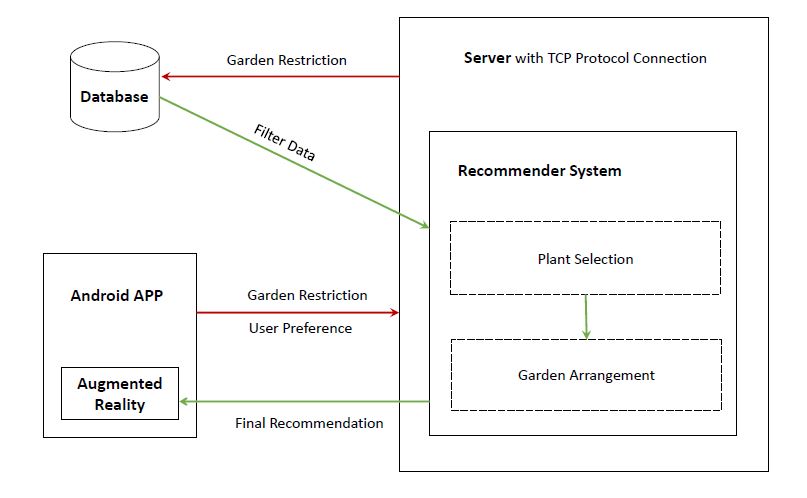 Garden Restriction
Server with TCP Protocol Connection
Database
Filter Data
Recommender System
Plant Selection
Android APP
Garden Restriction
User Preference
Augmented
Reality
Garden Arrangement
Final Recommendation